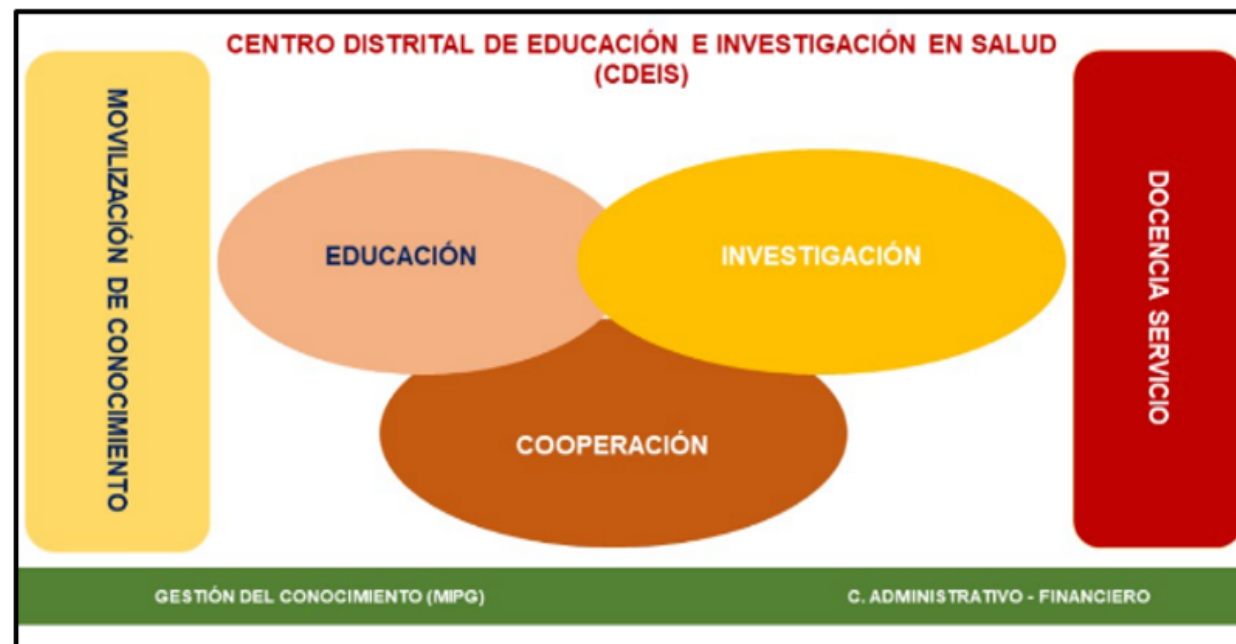 CENTRO DISTRITAL DE EDUCACIÓN E INVESTIGACIÓN EN SALUD
(CDEIS)
MOVILIZACIÓN DE CONOCIMIENTO
EDUCACIÓN
INVESTIGACIÓN
COOPERACIÓN
DOCENCIA SERVICIO
GESTIÓN DEL CONOCIMIENTO (MIPG)
C. ADMINISTRATIVO - FINANCIERO